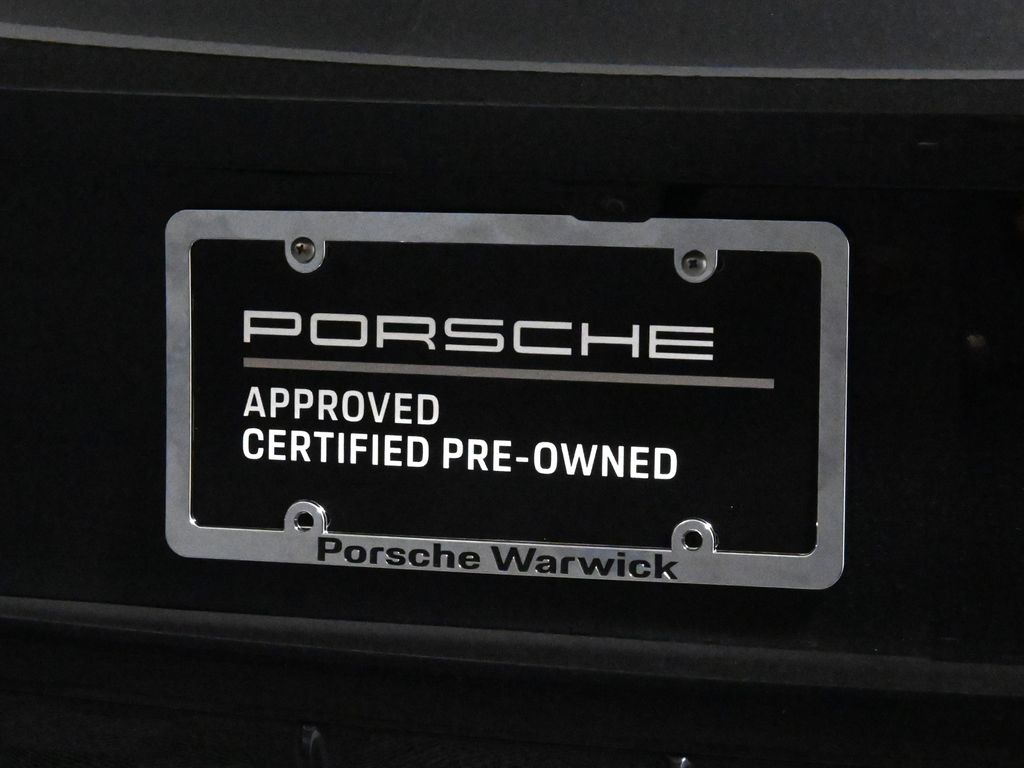 PORSCHE
APPROVED
CERTIFIED PRE-OWNED
Porsche Warwick